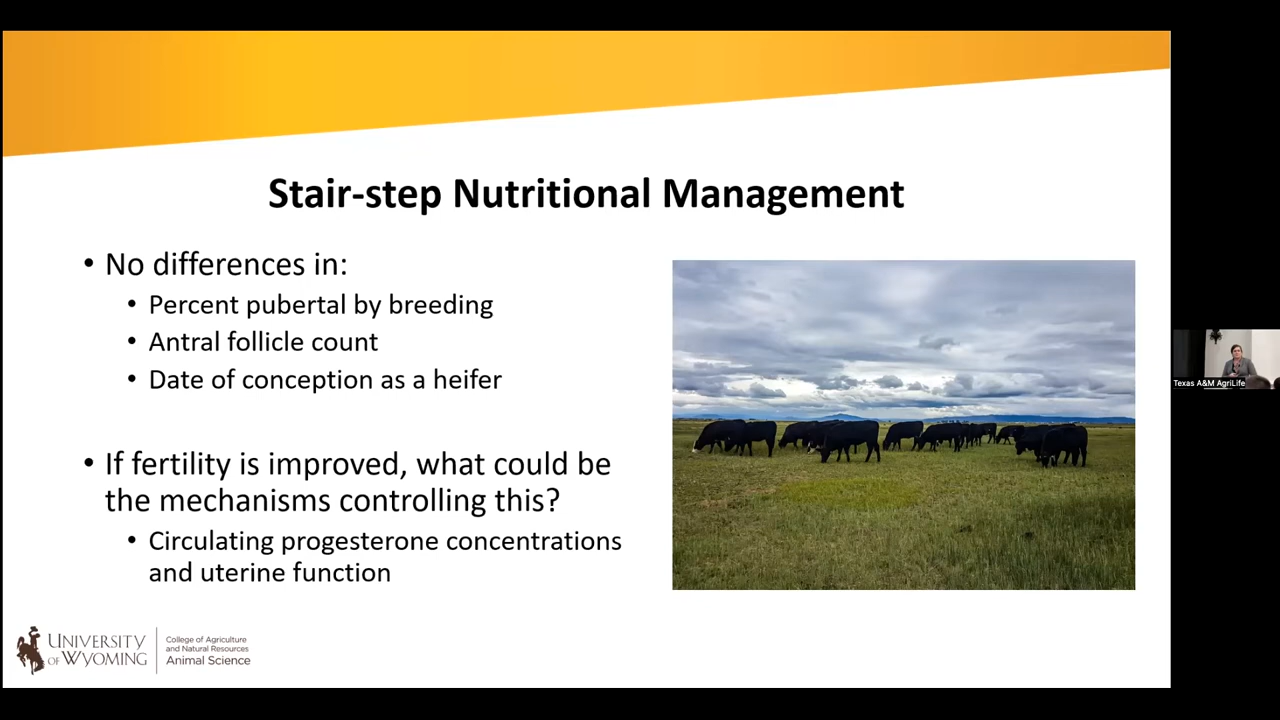 Stair-step Nutritional Management
• No differences in:
• Percent pubertal by breeding
• Antral follicle count
• Date of conception as a heifer
• If fertility is improved, what could be
the mechanisms controlling this?
• Circulating progesterone concentrations
and uterine function
UNIVERSITY
OF WYOMING
College of Agriculture
and Natural Resources
Animal Science
Texas A&M AgriLife